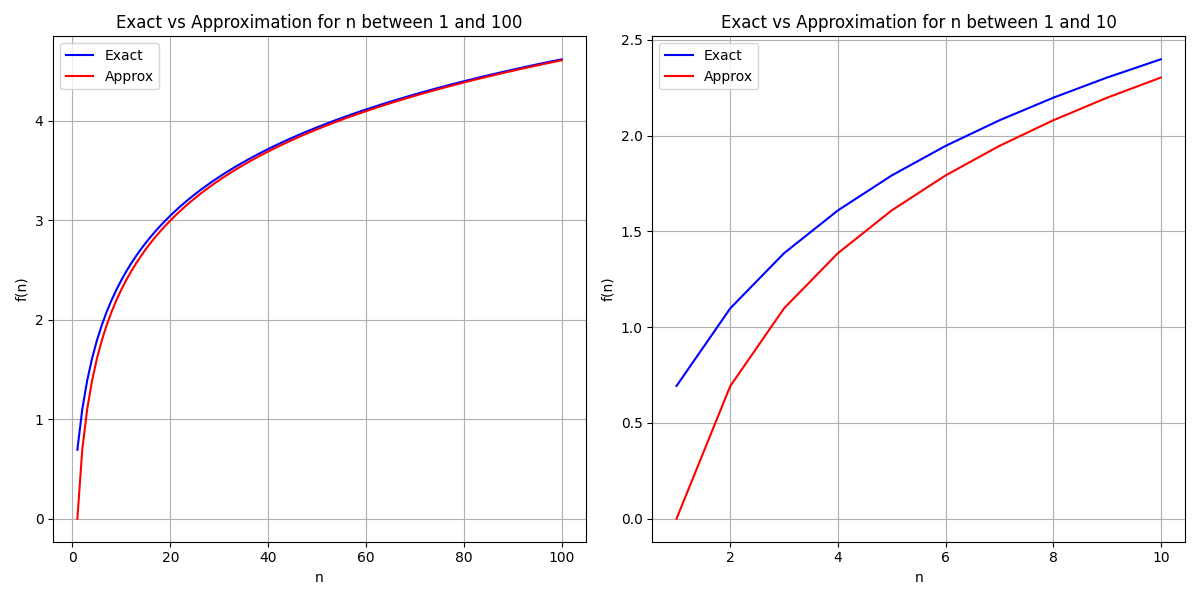 Exact vs Approximation for n between 1 and 100
Exact
Approx
f(n)
4
3
2
1
0
0 20 40 60 80 100
n
Exact vs Approximation for n between 1 and 10
Exact
Approx
f(n)
2.5
2.0
1.5
1.0
0.5
0.0
2 4 6 8 10
n